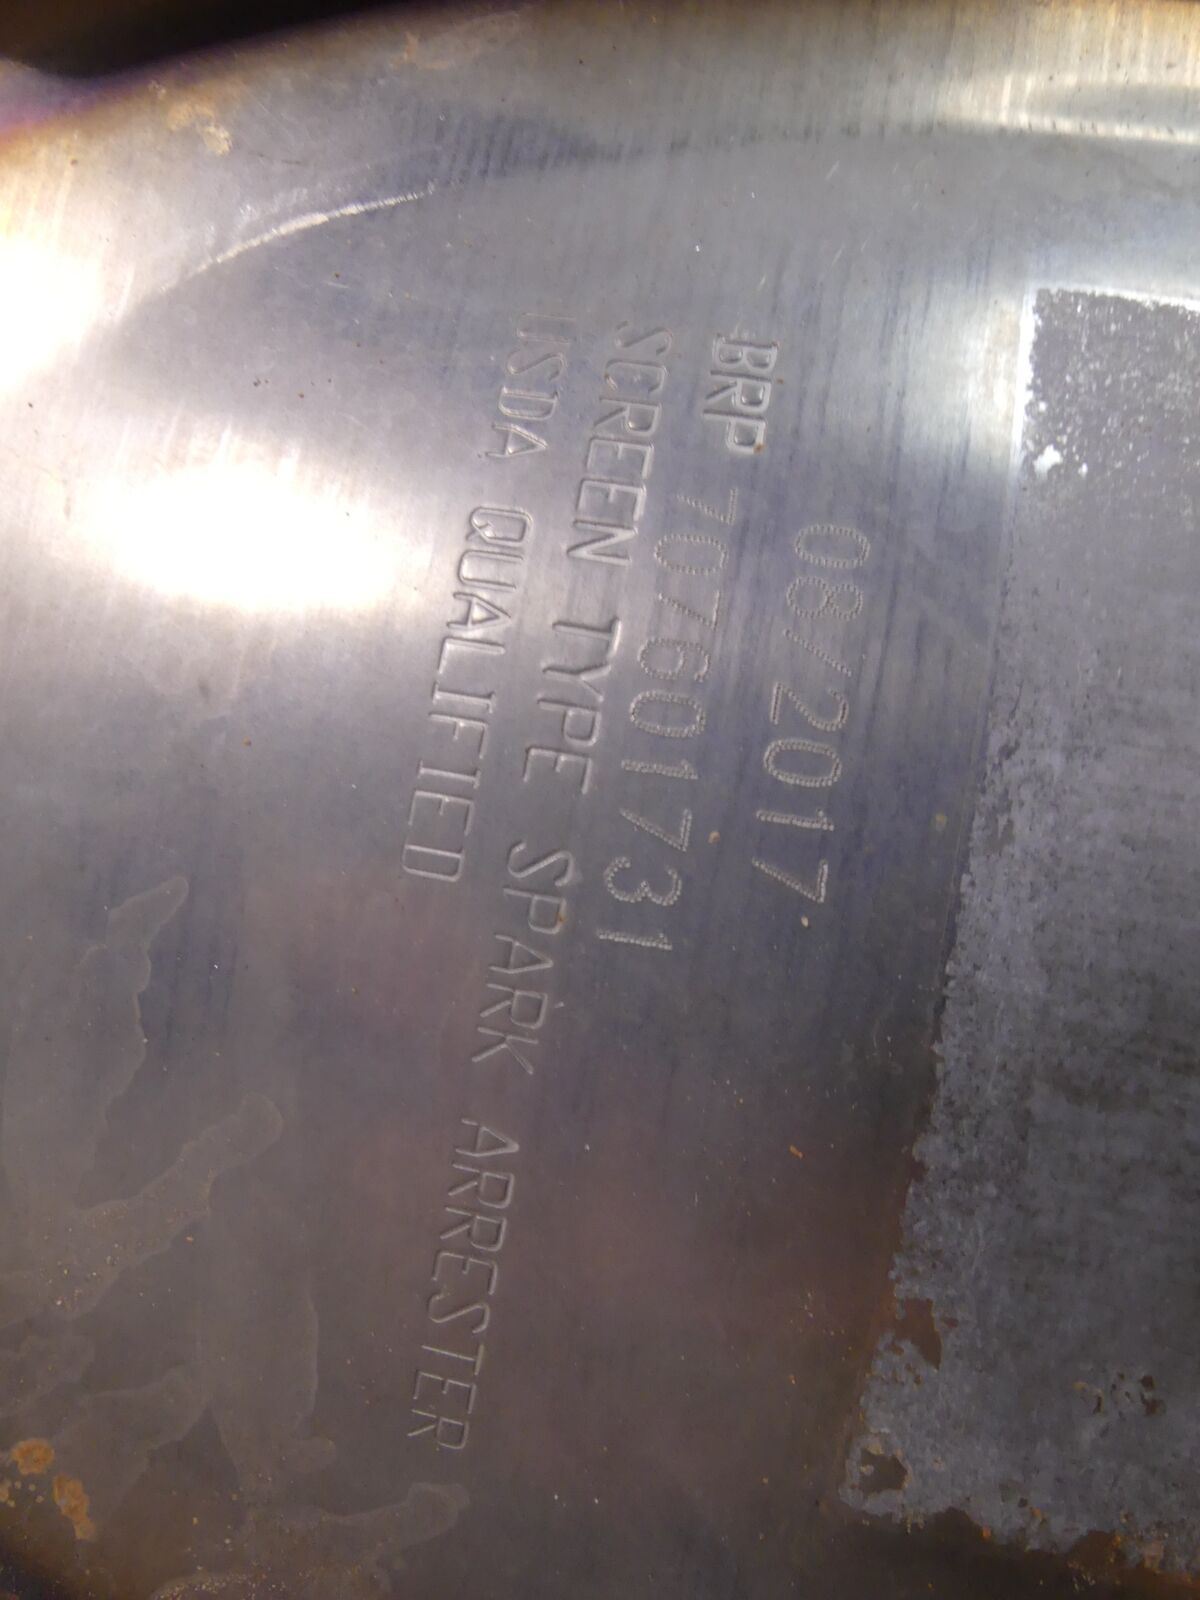 08/2017
BRP 707601731
SCREEN TYPE SPARK ARRESTER
USDA QUALIFIED